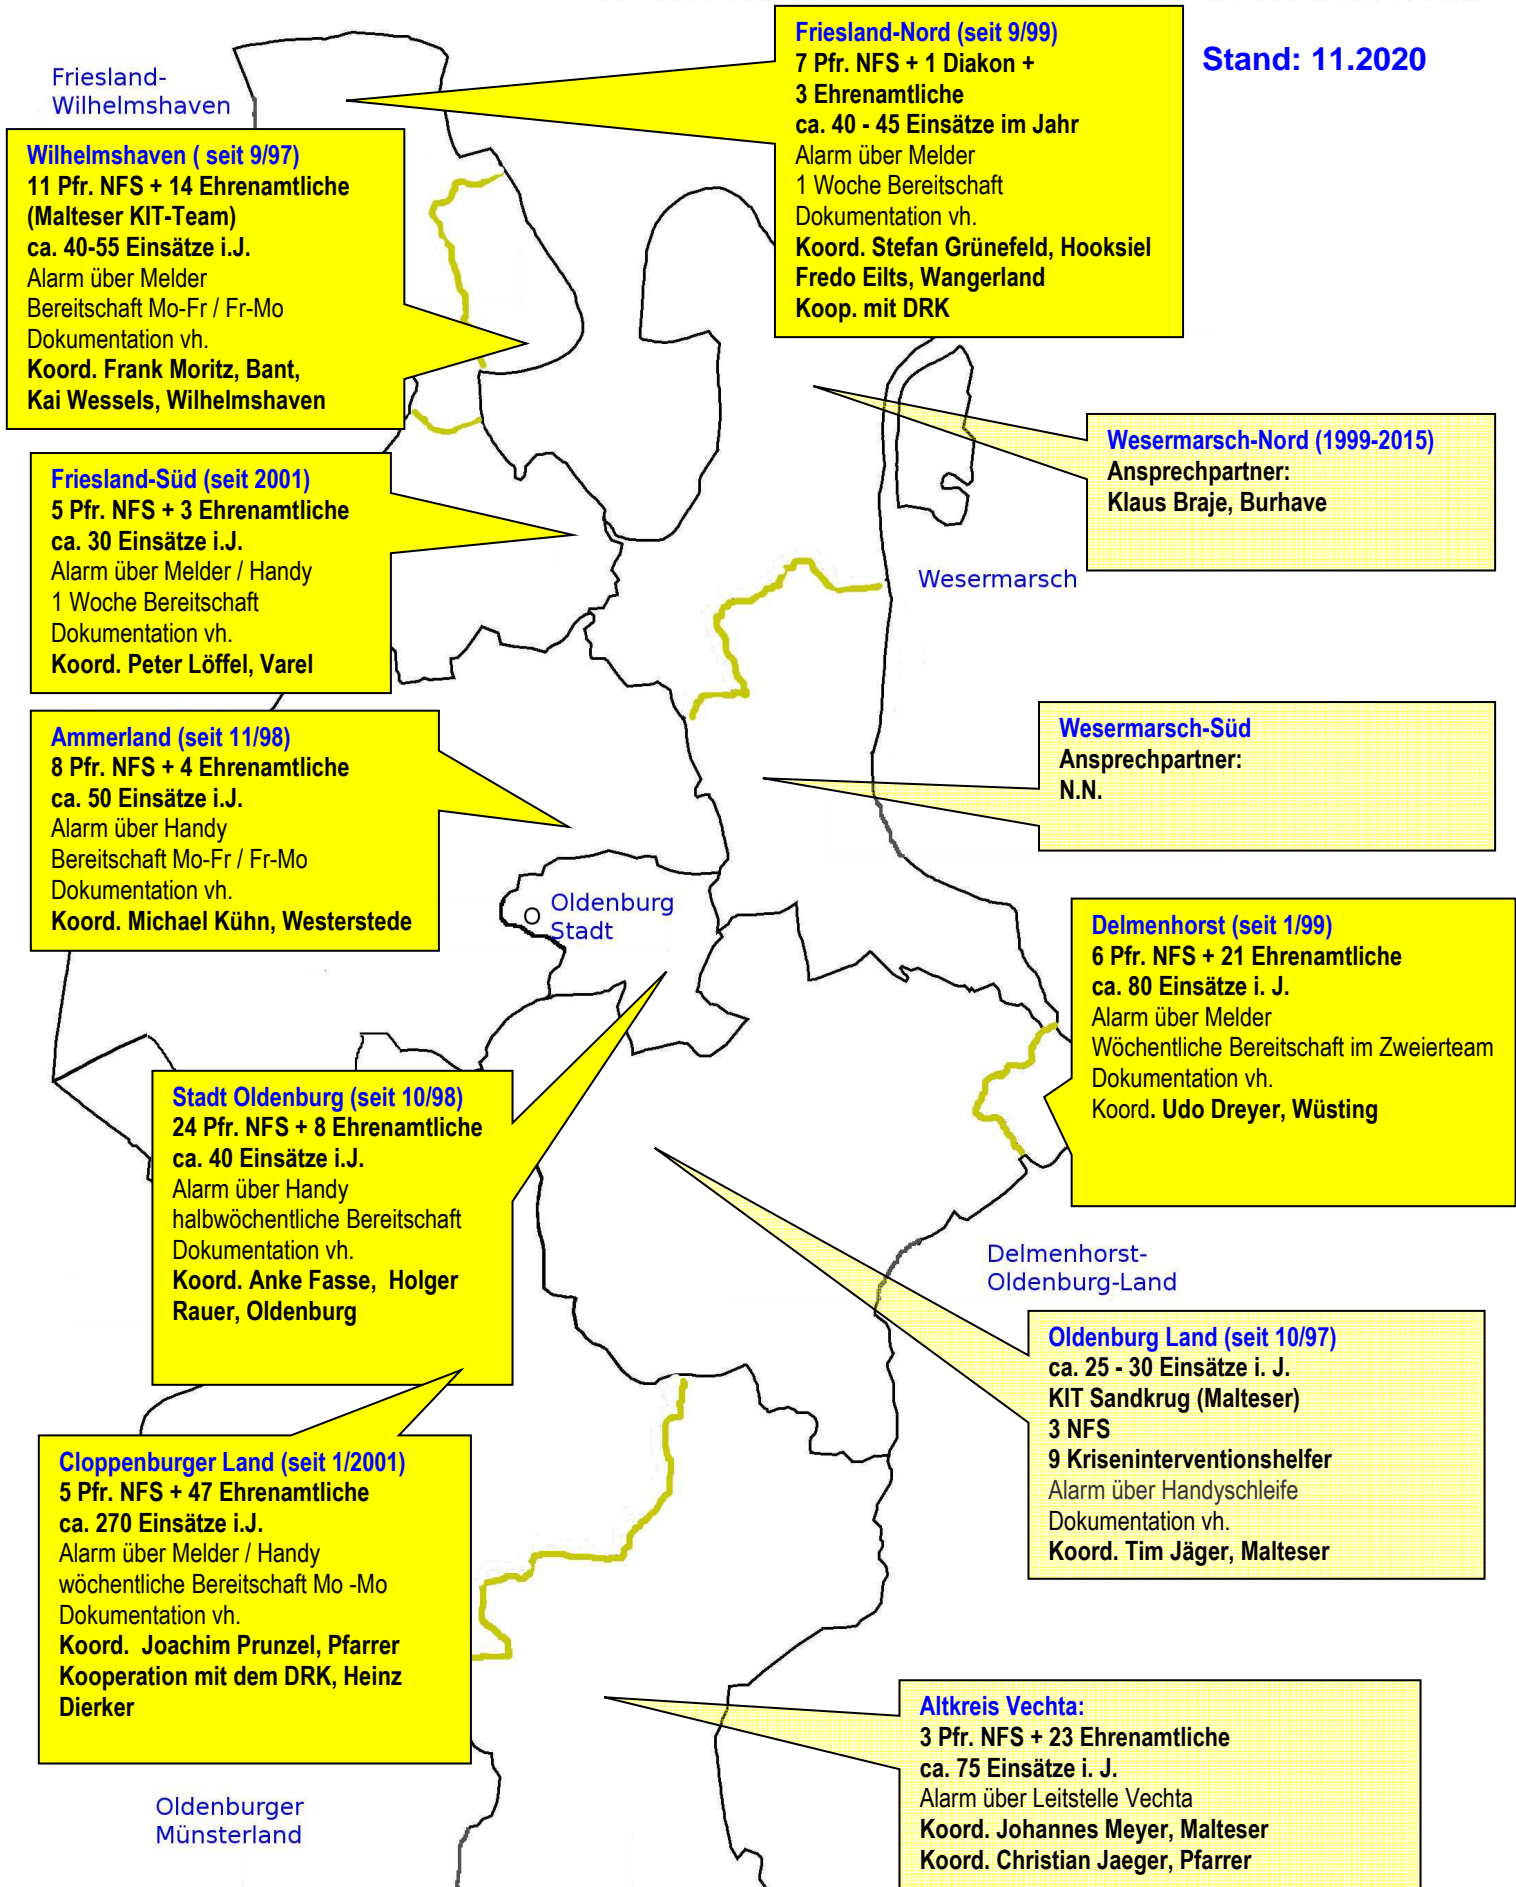 Stand: 11.2020
Friesland-
Wilhelmshaven
Friesland-Nord (seit 9/99)
7 Pfr. NFS + 1 Diakon +
3 Ehrenamtliche
ca. 40 - 45 Einsätze im Jahr
Alarm über Melder
1 Woche Bereitschaft
Dokumentation vh.
Koord. Stefan Grünefeld, Hooksiel
Fredo Eilts, Wangerland
Koop. mit DRK
Wilhelmshaven ( seit 9/97)
11 Pfr. NFS + 14 Ehrenamtliche
(Malteser KIT-Team)
ca. 40-55 Einsätze i.J.
Alarm über Melder
Bereitschaft Mo-Fr / Fr-Mo
Dokumentation vh.
Koord. Frank Moritz, Bant,
Kai Wessels, Wilhelmshaven
Wesermarsch-Nord (1999-2015)
Ansprechpartner:
Klaus Braje, Burhave
Friesland-Süd (seit 2001)
5 Pfr. NFS + 3 Ehrenamtliche
ca. 30 Einsätze i.J.
Alarm über Melder / Handy
1 Woche Bereitschaft
Dokumentation vh.
Koord. Peter Löffel, Varel
Wesermarsch
Ammerland (seit 11/98)
8 Pfr. NFS + 4 Ehrenamtliche
ca. 50 Einsätze i.J.
Alarm über Handy
Bereitschaft Mo-Fr / Fr-Mo
Dokumentation vh.
Koord. Michael Kühn, Westerstede
Wesermarsch-Süd
Ansprechpartner:
N.N.
Oldenburg
Stadt
Delmenhorst (seit 1/99)
6 Pfr. NFS + 21 Ehrenamtliche
ca. 80 Einsätze i. J.
Alarm über Melder
Wöchentliche Bereitschaft im Zweierteam
Dokumentation vh.
Koord. Udo Dreyer, Wüsting
Stadt Oldenburg (seit 10/98)
24 Pfr. NFS + 8 Ehrenamtliche
ca. 40 Einsätze i.J.
Alarm über Handy
halbwöchentliche Bereitschaft
Dokumentation vh.
Koord. Anke Fasse, Holger
Rauer, Oldenburg
Delmenhorst-
Oldenburg-Land
Oldenburg Land (seit 10/97)
ca. 25 - 30 Einsätze i. J.
KIT Sandkrug (Malteser)
3 NFS
9 Kriseninterventionshelfer
Alarm über Handyschleife
Dokumentation vh.
Koord. Tim Jäger, Malteser
Cloppenburger Land (seit 1/2001)
5 Pfr. NFS + 47 Ehrenamtliche
ca. 270 Einsätze i.J.
Alarm über Melder / Handy
wöchentliche Bereitschaft Mo -Mo
Dokumentation vh.
Koord. Joachim Prunzel, Pfarrer
Kooperation mit dem DRK, Heinz
Dierker
Altkreis Vechta:
3 Pfr. NFS + 23 Ehrenamtliche
ca. 75 Einsätze i. J.
Alarm über Leitstelle Vechta
Koord. Johannes Meyer, Malteser
Koord. Christian Jaeger, Pfarrer
Oldenburger
Münsterland